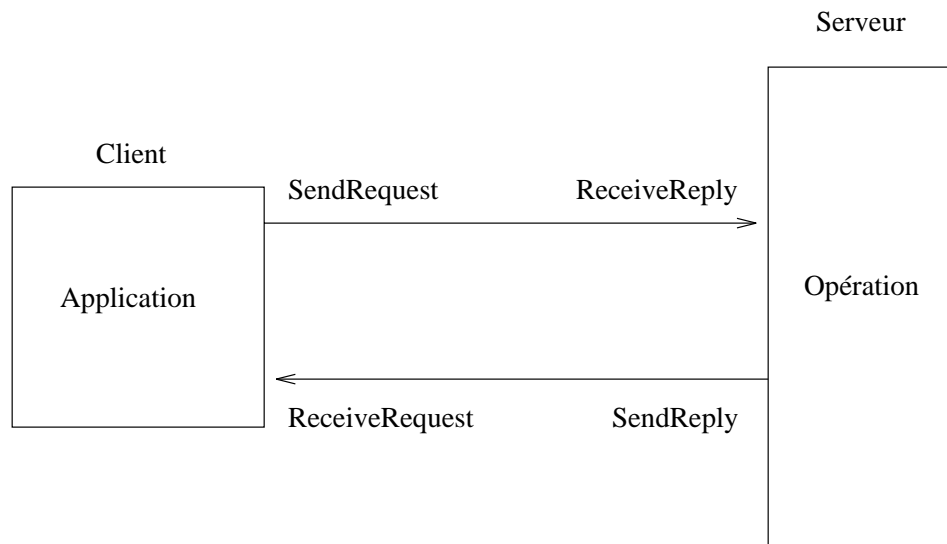 Serveur
Client
SendRequest
ReceiveReply
Application
Opération
ReceiveRequest
SendReply